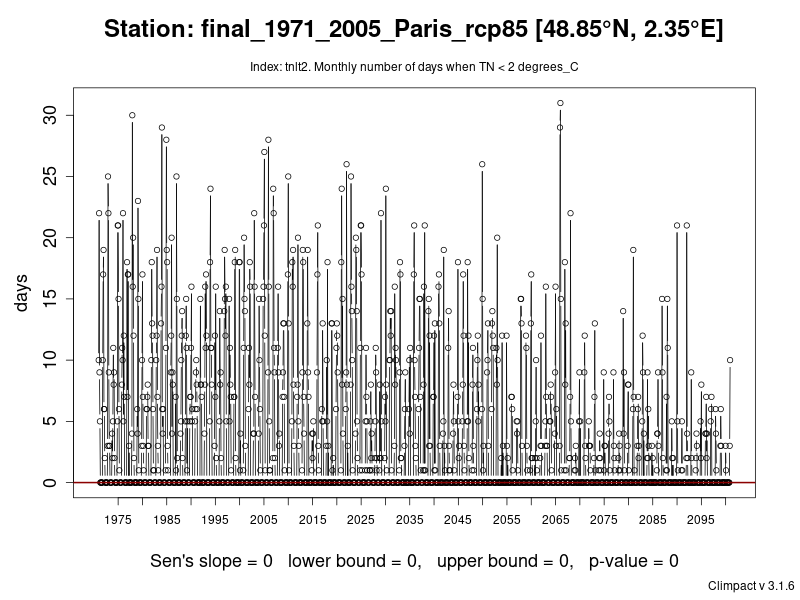 Station: final_1971_2005_Paris_rcp85 [48.85°N, 2.35°E]
Index: tnlt2. Monthly number of days when TN < 2 degrees_C
30
25
20
15
10
5
0
days
1975 1985 1995 2005 2015 2025 2035 2045 2055 2065 2075 2085 2095
Sen's slope = 0 lower bound = 0, upper bound = 0, p-value = 0
Climpact v 3.1.6